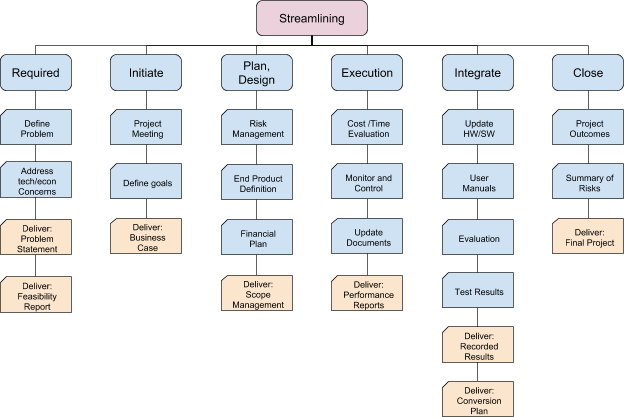 Streamlining
Required
Initiate
Plan,
Design
Execution
Integrate
Close
Define
Problem
Project
Meeting
Risk
Management
Cost /Time
Evaluation
Update
HW/SW
Project
Outcomes
Address
tech/econ
Concerns
Define goals
End Product
Definition
Monitor and
Control
User
Manuals
Summary of
Risks
Deliver:
Problem
Statement
Deliver:
Business
Case
Financial
Plan
Update
Documents
Evaluation
Deliver:
Final Project
Deliver:
Feasibility
Report
Deliver:
Scope
Management
Deliver:
Performance
Reports
Test Results
Deliver:
Recorded
Results
Deliver:
Conversion
Plan